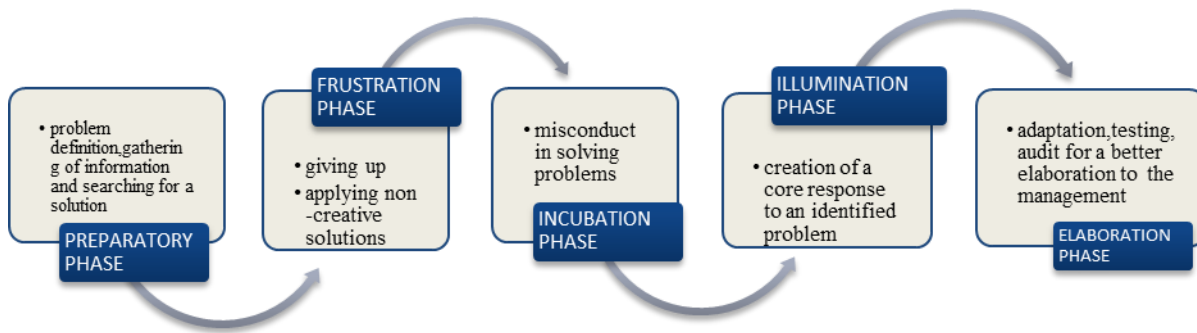 • problem
definition,gatherin
g of information
and searching for a
solution
PREPARATORY
PHASE
FRUSTRATION
PHASE
• giving up
• applying non
-creative
solutions
• misconduct
in solving
problems
INCUBATION
PHASE
ILLUMINATION
PHASE
• creation of a
core response
to an identified
problem
• adaptation,testing,
audit for a better
elaboration to the
management
ELABORATION
PHASE